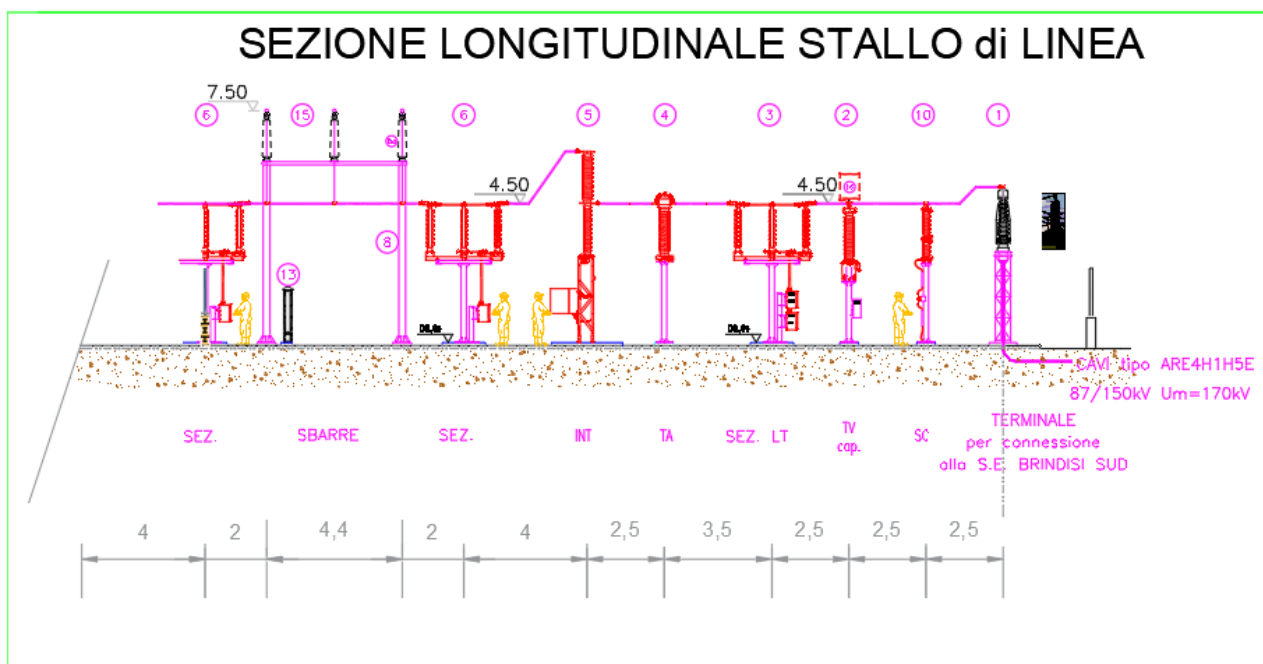 SEZIONE LONGITUDINALE STALLO di LINEA
7.50
6 15 6 5 4 3 2 10 1
4.50 4.50
8
13
CAVI tipo ARE4H1H5E
87/150kV Um=170kV
SEZ. SBARRE SEZ. INT TA SEZ. LT TV cap. SC
TERMINALE
per connessione
alla S.E. BRINDISI SUD
4 2 4,4 2 4 2,5 3,5 2,5 2,5 2,5